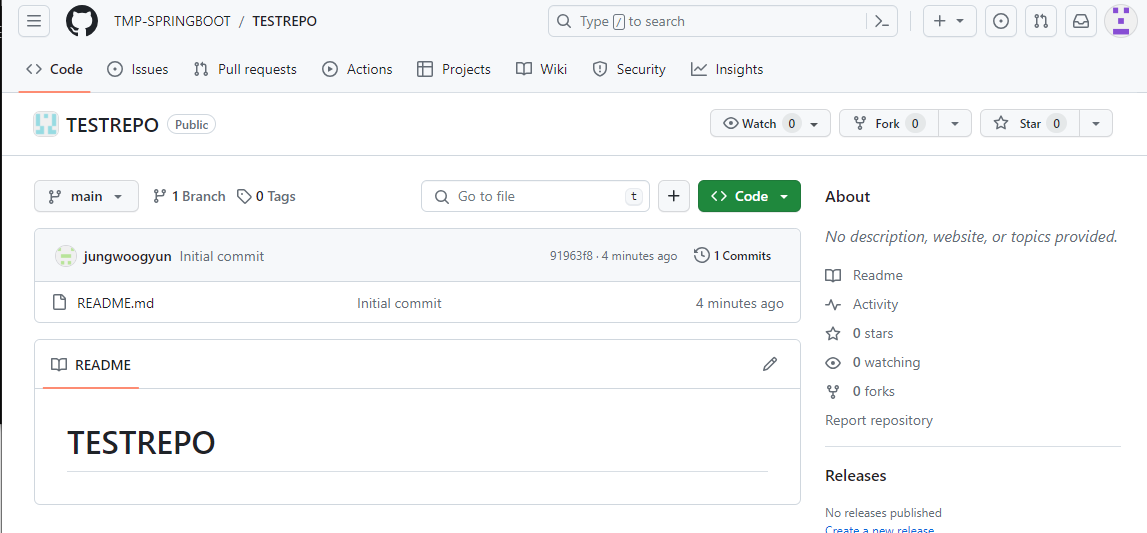 TMP-SPRINGBOOT / TESTREPO Type / to search
Code Issues Pull requests Actions Projects Wiki Security Insights
TESTREPO Public Watch 0 Fork 0 Star 0
main 1 Branch 0 Tags Go to file t Code
About
No description, website, or topics provided.
jungwoogyun Initial commit 91963f8 · 4 minutes ago 1 Commits
README.md Initial commit 4 minutes ago
Readme
Activity
0 stars
0 watching
0 forks
Report repository
README
TESTREPO
Releases
No releases published
Create a new release